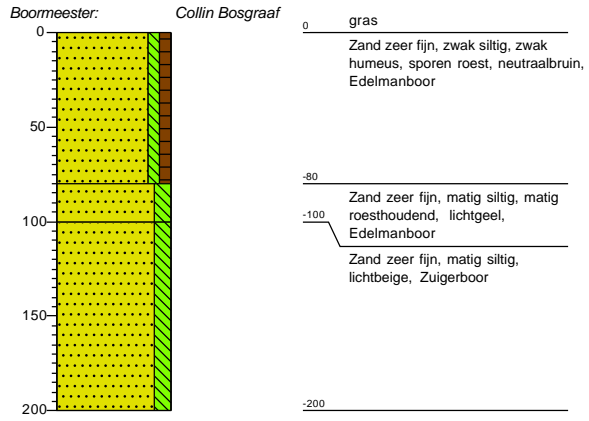 Boormeester: Collin Bosgraaf
0
50
100
150
200
0 gras
Zand zeer fijn, zwak siltig, zwak
humeus, sporen roest, neutraalbruin,
Edelmanboor
-80
Zand zeer fijn, matig siltig, matig
roesthoudend, lichtgeel,
Edelmanboor
-100
Zand zeer fijn, matig siltig,
lichtbeige, Zuigerboor
-200